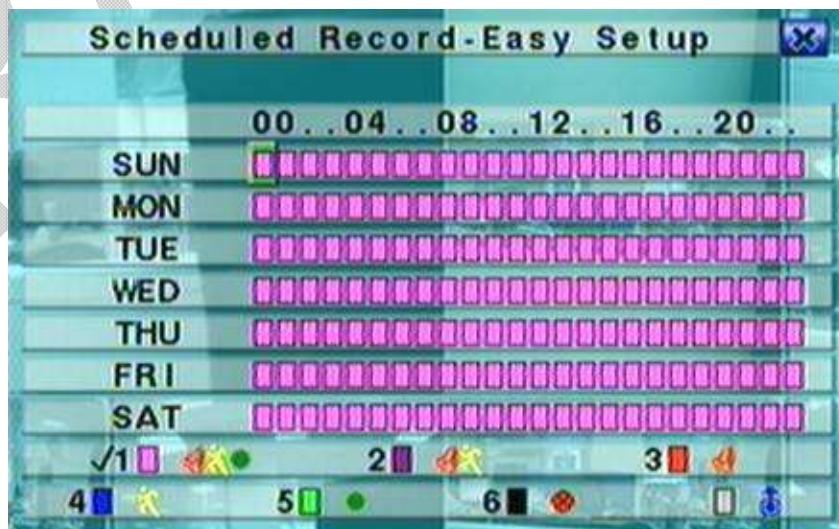 Scheduled Record-Easy Setup
00..04..08..12..16..20..
SUN
MON
TUE
WED
THU
FRI
SAT
√1 2 3
4 5 6